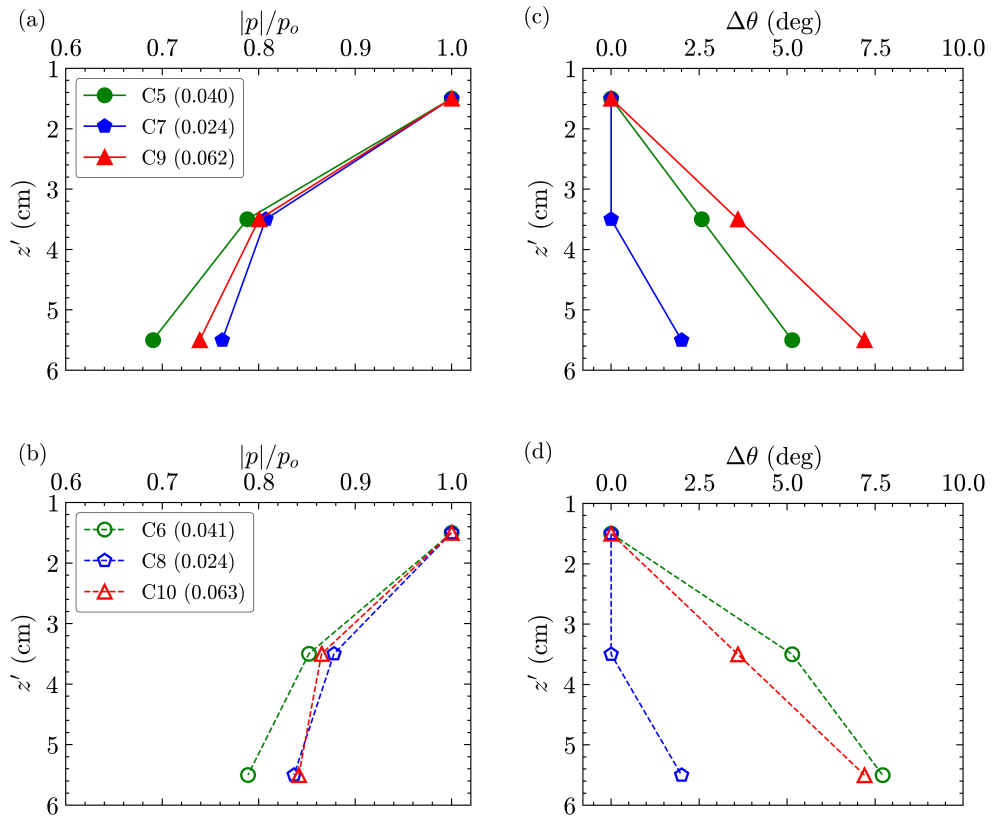 (a)
|p|/p_o
0.6 0.7 0.8 0.9 1.0
1
2
3
4
5
6
z′ (cm)
C5 (0.040)
C7 (0.024)
C9 (0.062)
(c)
Δθ (deg)
0.0 2.5 5.0 7.5 10.0
1
2
3
4
5
6
z′ (cm)
(b)
|p|/p_o
0.6 0.7 0.8 0.9 1.0
1
2
3
4
5
6
z′ (cm)
C6 (0.041)
C8 (0.024)
C10 (0.063)
(d)
Δθ (deg)
0.0 2.5 5.0 7.5 10.0
1
2
3
4
5
6
z′ (cm)